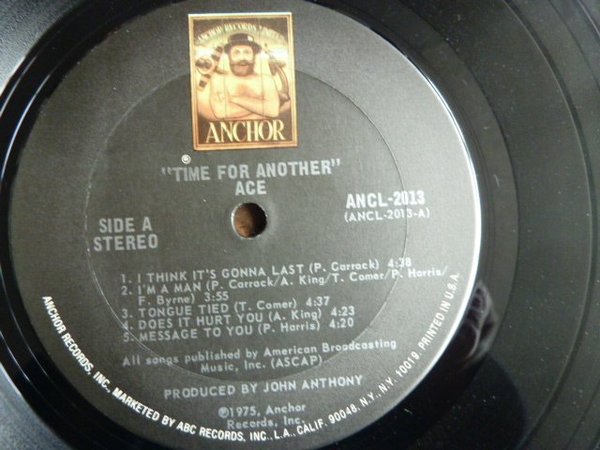 ANCHOR RECORDS
ANCHOR
"TIME FOR ANOTHER"
ACE
ANCL-2013
(ANCL-2013-A)
SIDE A
STEREO
1. I THINK IT'S GONNA LAST (P. Carrack) 4:38
2. I'M A MAN (P. Carrack/A. King/T. Comer/P. Harris/
F. Byrne) 3:55
3. TONGUE TIED (T. Comer) 4:37
4. DOES IT HURT YOU (A. King) 4:23
5. MESSAGE TO YOU (P. Harris) 4:20
All songs published by American Broadcasting
Music, Inc. (ASCAP)
PRODUCED BY JOHN ANTHONY
℗1975, Anchor
Records, Inc.
ANCHOR RECORDS, INC., MARKETED BY ABC RECORDS, INC., L.A., CALIF. 90048, N.Y., N.Y. 10019. PRINTED IN U.S.A.